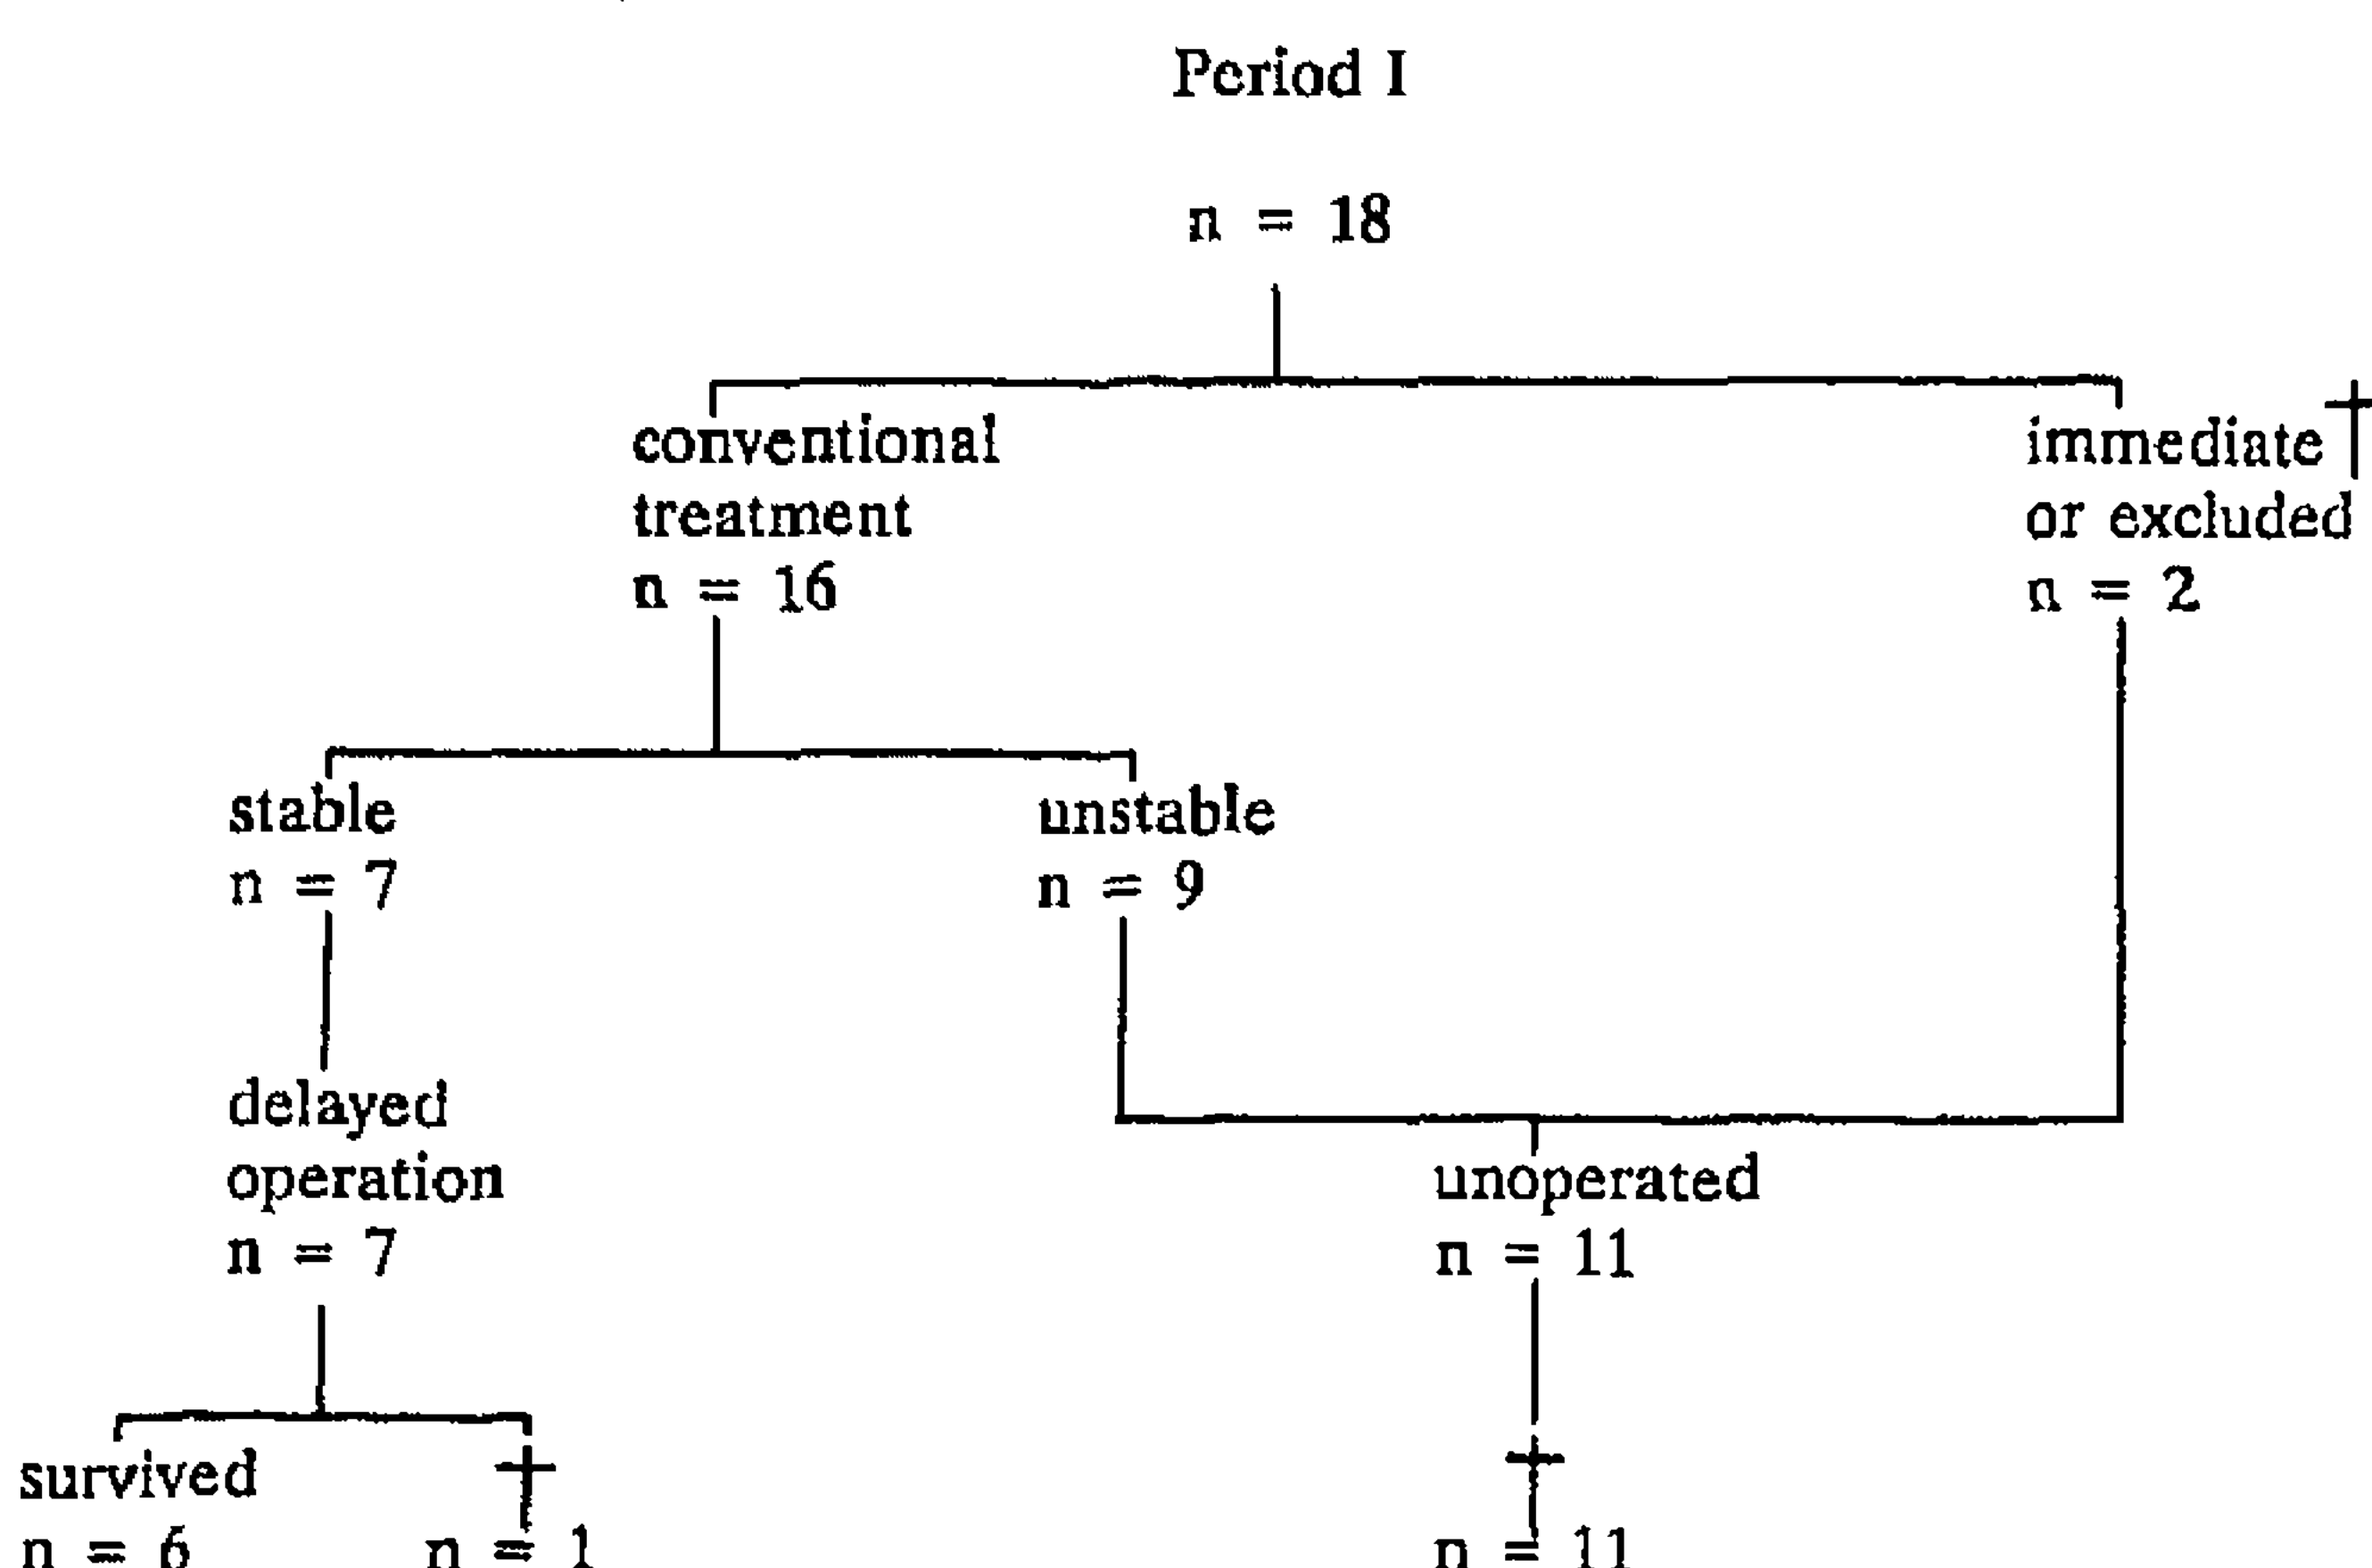 Period I
n = 18
conventional
treatment
n = 16
immediate †
or excluded
n = 2
stable
n = 7
unstable
n = 9
delayed
operation
n = 7
unoperated
n = 11
survived
n = 6
†
n = 1
†
n = 11